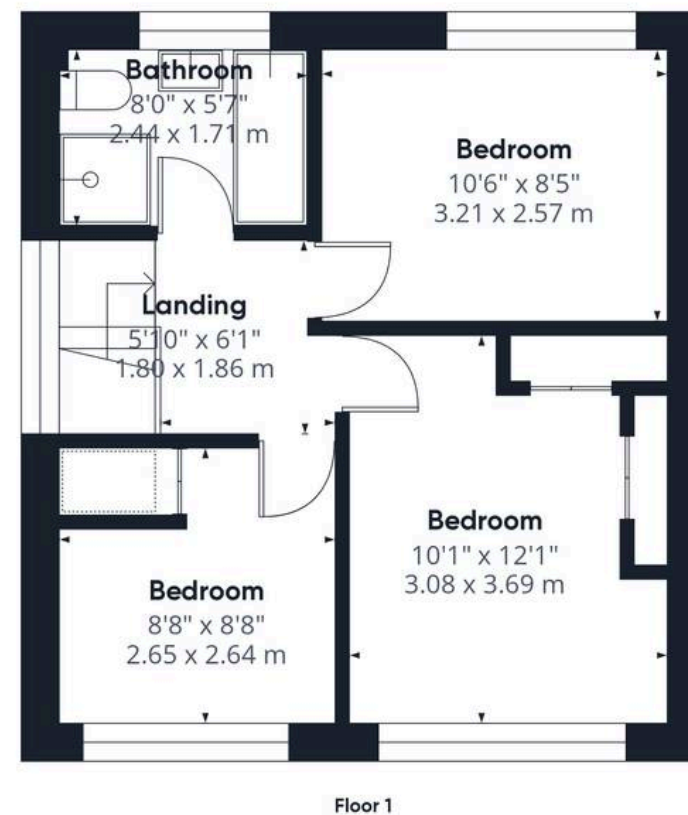 Bathroom
8'0" x 5'7"
2.44 x 1.71 m
Bedroom
10'6" x 8'5"
3.21 x 2.57 m
Landing
5'10" x 6'1"
1.80 x 1.86 m
Bedroom
10'1" x 12'1"
3.08 x 3.69 m
Bedroom
8'8" x 8'8"
2.65 x 2.64 m
Floor 1